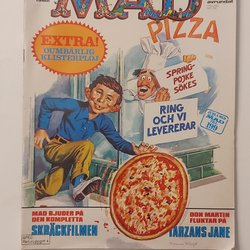 MAD
PIZZA
EXTRA!
OUMBÄRLIG
KLISTERPLOJ
SPRING-
POJKE
SÖKES
RING
OCH VI
LEVERERAR
MAD BJUDER PÅ
DEN KOMPLETTA
SKRÄCKFILMEN
DON MARTIN
FLUKTAR PÅ
TARZANS JANE